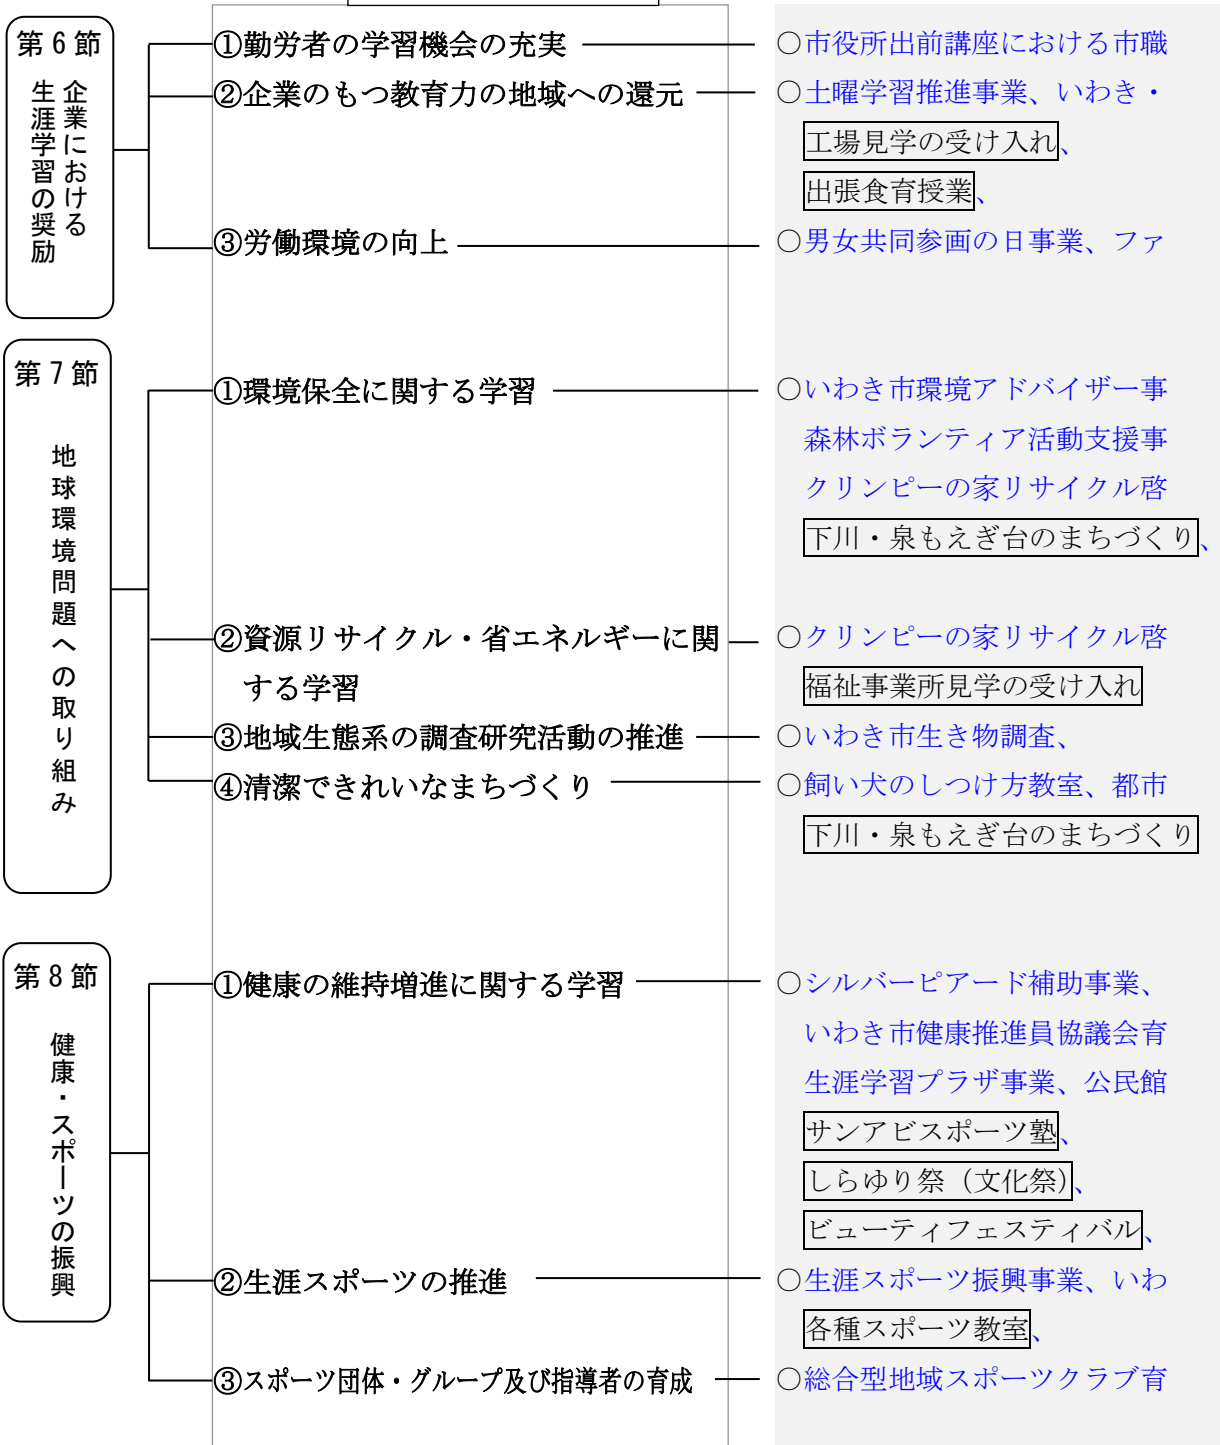 第６節
企業における
生涯学習の奨励
①勤労者の学習機会の充実
○市役所出前講座における市職
②企業のもつ教育力の地域への還元
○土曜学習推進事業、いわき・
工場見学の受け入れ、
出張食育授業、
③労働環境の向上
○男女共同参画の日事業、ファ
第７節
地球環境問題への取り組み
①環境保全に関する学習
○いわき市環境アドバイザー事
森林ボランティア活動支援事
クリンピーの家リサイクル啓
下川・泉もえぎ台のまちづくり、
②資源リサイクル・省エネルギーに関
する学習
○クリンピーの家リサイクル啓
福祉事業所見学の受け入れ
③地域生態系の調査研究活動の推進
○いわき市生き物調査、
④清潔できれいなまちづくり
○飼い犬のしつけ方教室、都市
下川・泉もえぎ台のまちづくり
第８節
健康・スポーツの振興
①健康の維持増進に関する学習
○シルバーピアード補助事業、
いわき市健康推進員協議会育
生涯学習プラザ事業、公民館
サンアビスポーツ塾、
しらゆり祭（文化祭）、
ビューティフェスティバル、
②生涯スポーツの推進
○生涯スポーツ振興事業、いわ
各種スポーツ教室、
③スポーツ団体・グループ及び指導者の育成
○総合型地域スポーツクラブ育